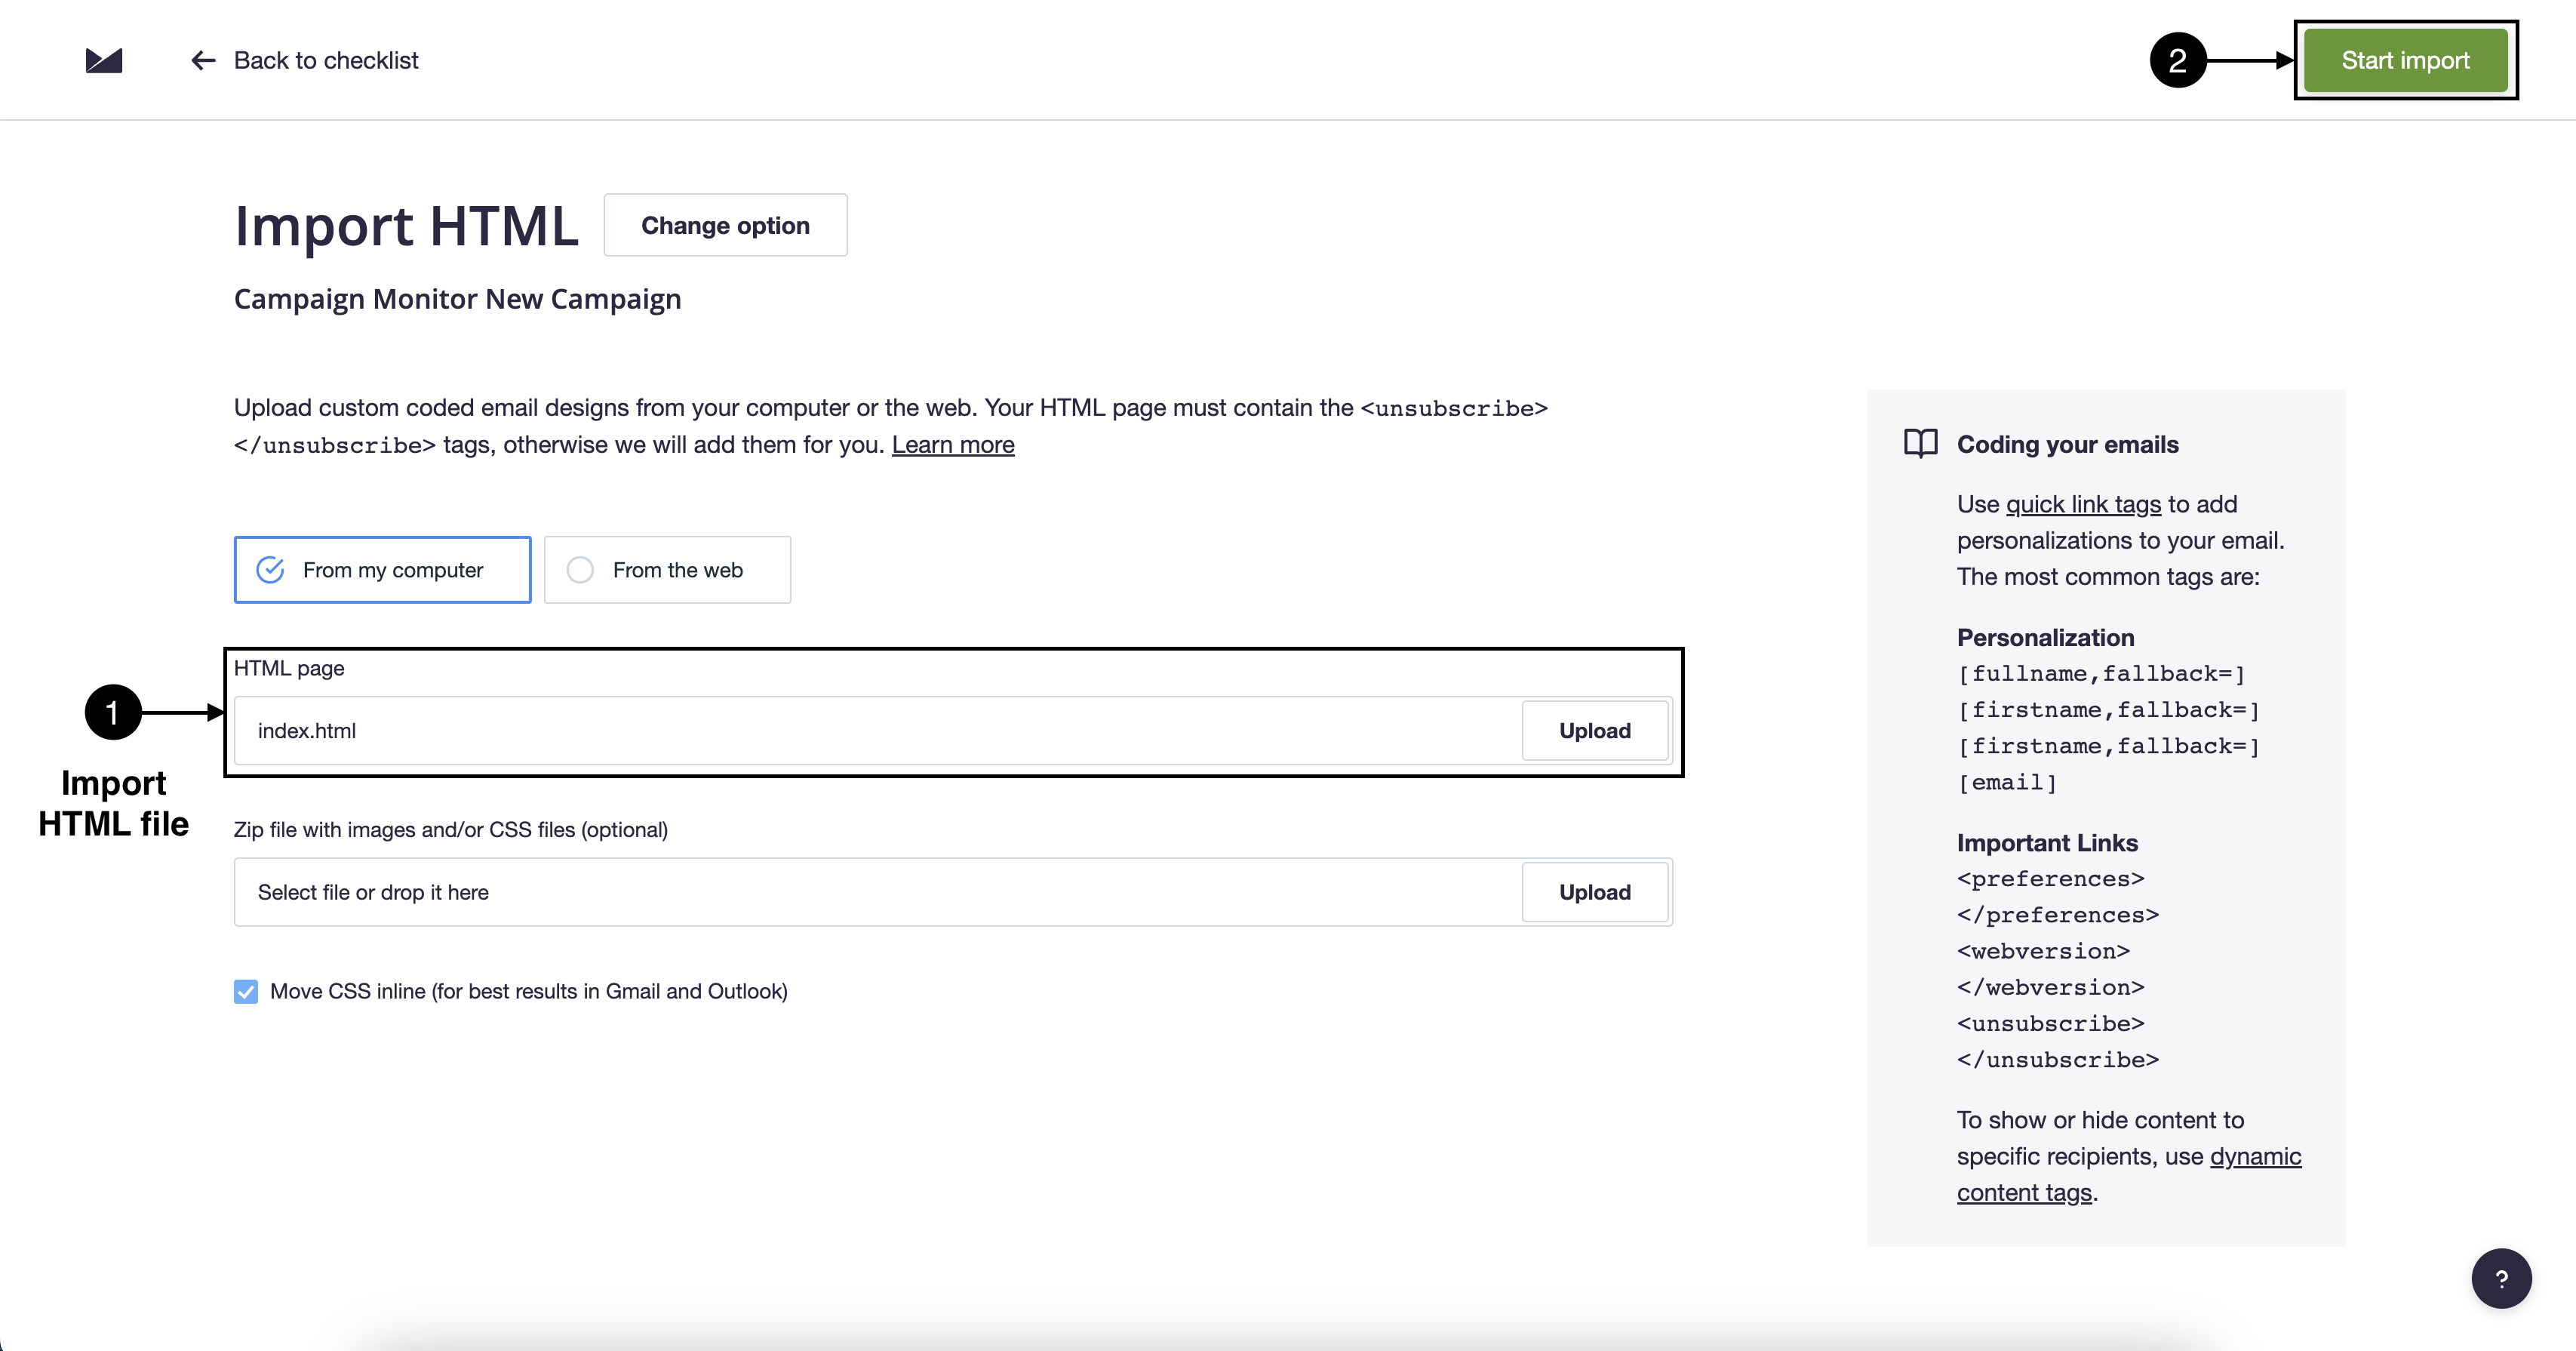 Back to checklist
2
Start import
Import HTML
Change option
Campaign Monitor New Campaign
Upload custom coded email designs from your computer or the web. Your HTML page must contain the <unsubscribe>
</unsubscribe> tags, otherwise we will add them for you. Learn more
From my computer
From the web
HTML page
1
index.html
Upload
Import
HTML file
Zip file with images and/or CSS files (optional)
Select file or drop it here
Upload
Move CSS inline (for best results in Gmail and Outlook)
Coding your emails
Use quick link tags to add
personalizations to your email.
The most common tags are:
Personalization
[fullname,fallback=]
[firstname,fallback=]
[firstname,fallback=]
[email]
Important Links
<preferences>
</preferences>
<webversion>
</webversion>
<unsubscribe>
</unsubscribe>
To show or hide content to
specific recipients, use dynamic
content tags.
?